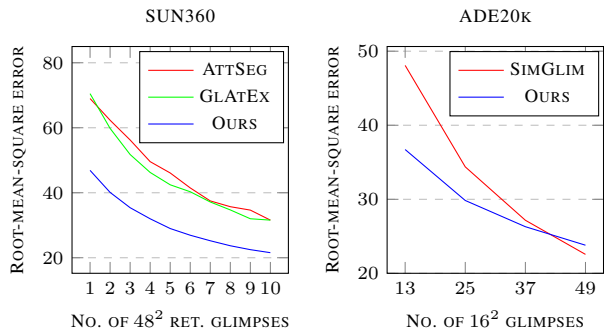 SUN360
ROOT-MEAN-SQUARE ERROR
80
60
40
20
ATTSEG
GLATEX
OURS
1 2 3 4 5 6 7 8 9 10
NO. OF 48² RET. GLIMPSES
ADE20K
ROOT-MEAN-SQUARE ERROR
50
40
30
20
SIMGLIM
OURS
13 25 37 49
NO. OF 16² GLIMPSES